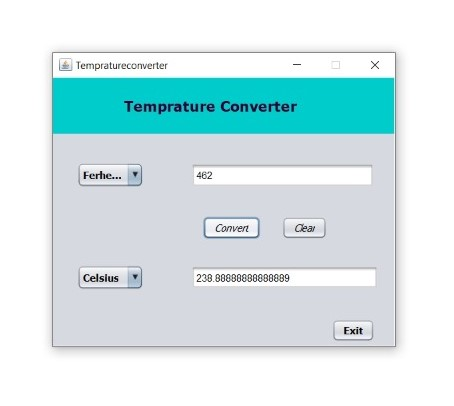 Tempratureconverter
Temprature Converter
Ferhe...
462
Convert
Clear
Celsius
238.88888888888889
Exit